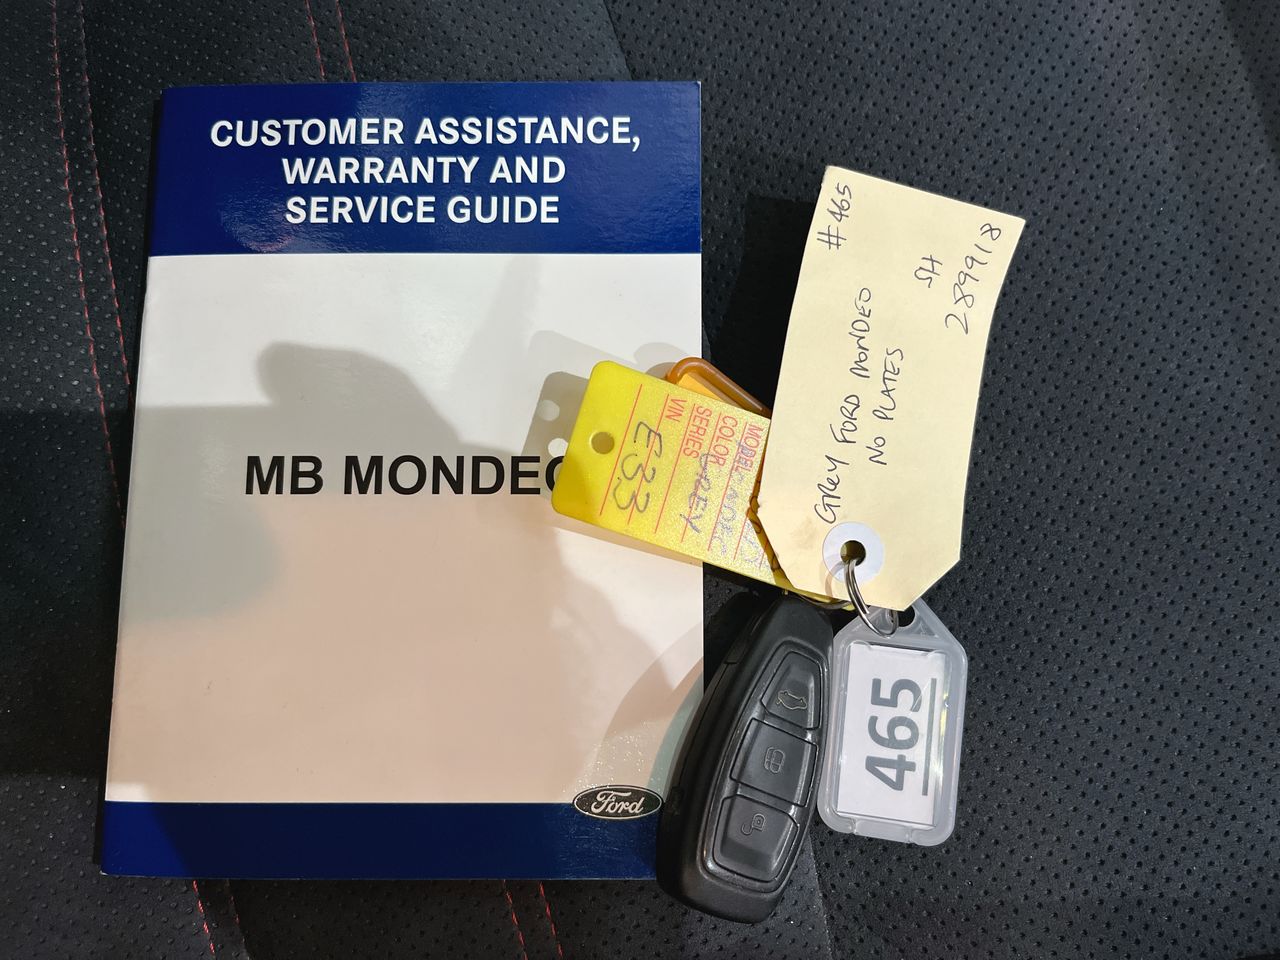 CUSTOMER ASSISTANCE,
WARRANTY AND
SERVICE GUIDE
MB MONDEO
Ford
MODEL
COLOR GREY
SERIES
VIN
E33
#465
GREY FORD MONDEO
NO PLATES
SH
289918
465